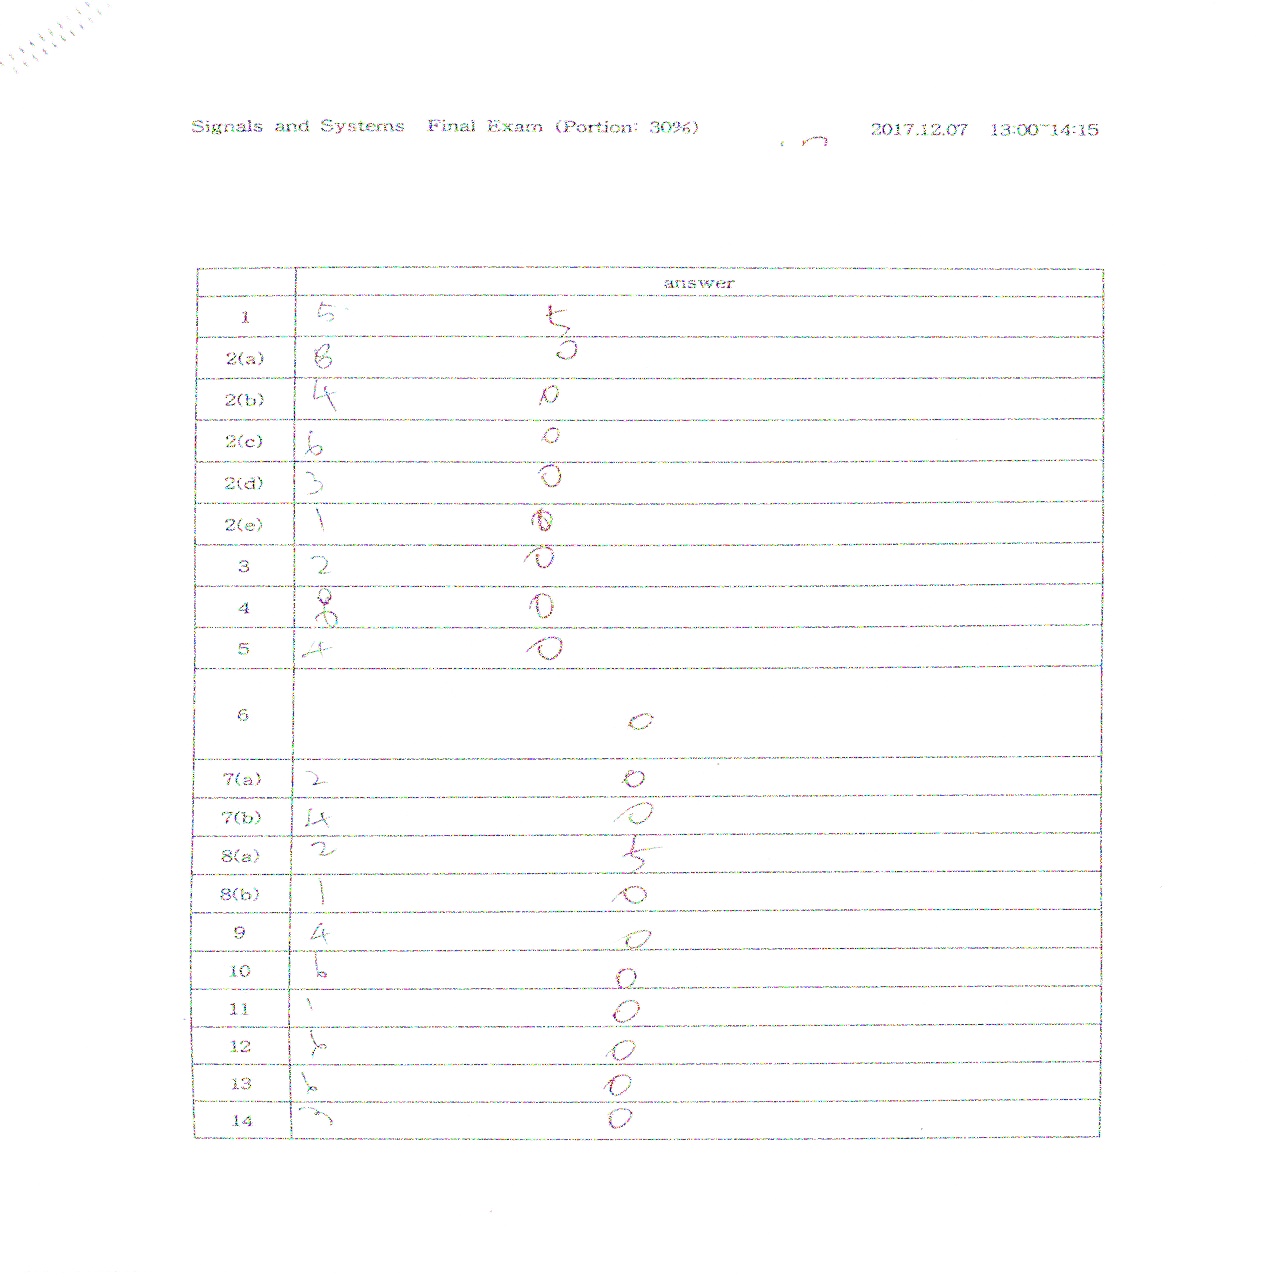 Signals and Systems Final Exam (Portion: 30%) 2017.12.07 13:00~14:15
answer
1 5 5
2(a) 8 0
2(b) 4 0
2(c) 6 0
2(d) 3 0
2(e) 1 0
3 2 0
4 0
5 4 0
6 0
7(a) 2 0
7(b) 4 0
8(a) 2 5
8(b) 1 0
9 4 0
10 6 0
11 1 0
12 6 0
13 6 0
14 3 0